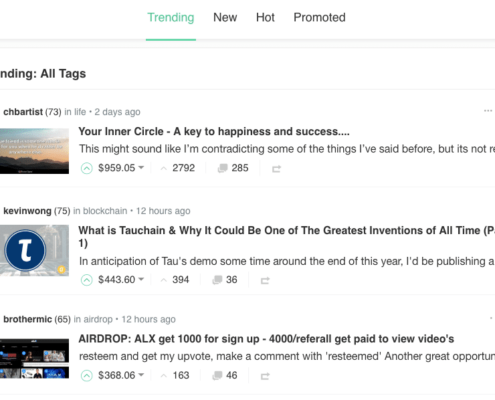 Trending New Hot Promoted
nding: All Tags
chbartist (73) in life • 2 days ago
Your Inner Circle - A key to happiness and success....
This might sound like I'm contradicting some of the things I've said before, but its not re
$959.05 2792 285
kevinwong (75) in blockchain • 12 hours ago
What is Tauchain & Why It Could Be One of The Greatest Inventions of All Time (Pa
1)
In anticipation of Tau's demo some time around the end of this year, I'd be publishing a
$443.60 394 36
brothermic (65) in airdrop • 12 hours ago
AIRDROP: ALX get 1000 for sign up - 4000/referall get paid to view video's
resteem and get my upvote, make a comment with 'resteemed' Another great opportun
$368.06 163 46